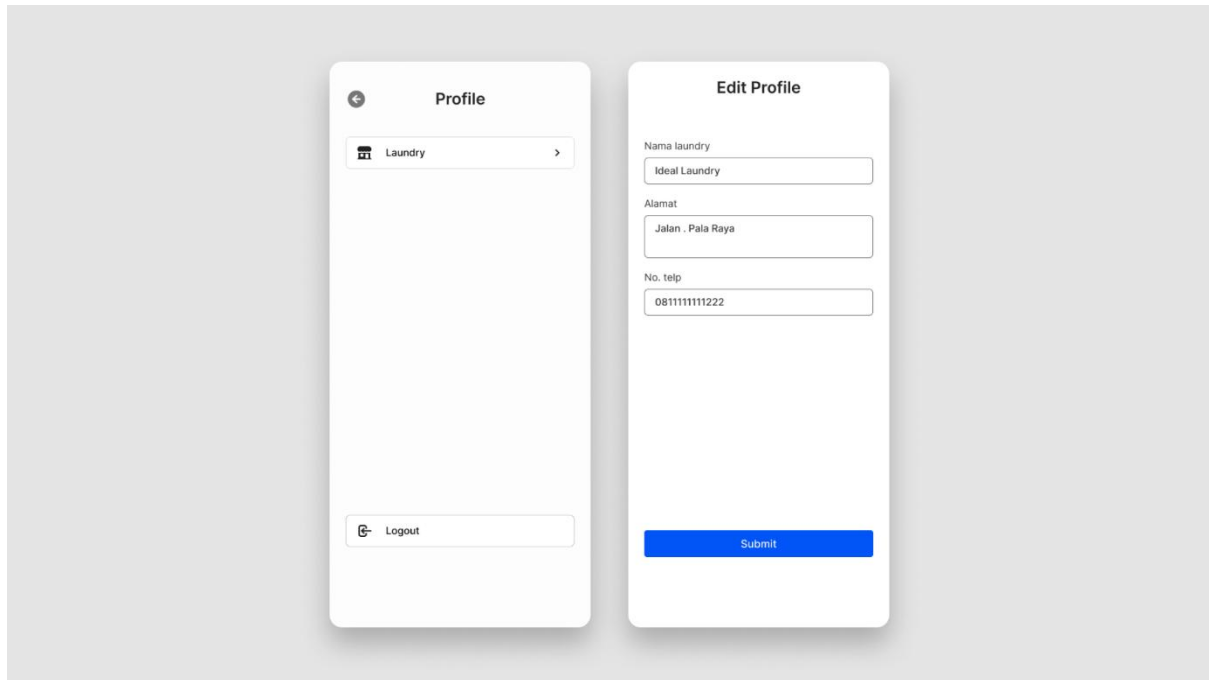 Profile
Laundry
Logout
Edit Profile
Nama laundry
Ideal Laundry
Alamat
Jalan . Pala Raya
No. telp
0811111111222
Submit